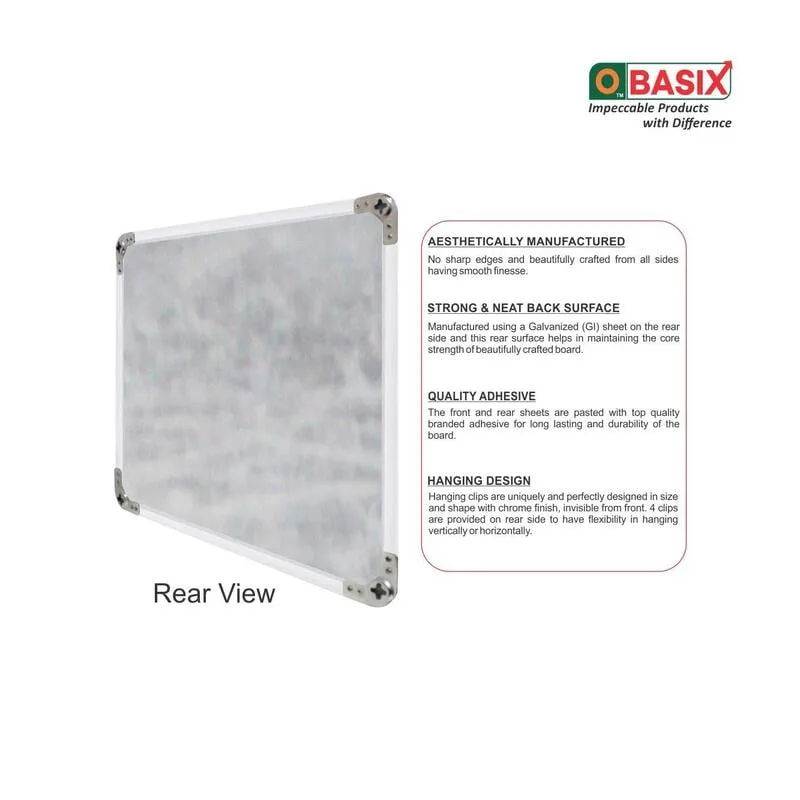 OBASIX
TM
Impeccable Products
with Difference
AESTHETICALLY MANUFACTURED
No sharp edges and beautifully crafted from all sides
having smooth finesse.
STRONG & NEAT BACK SURFACE
Manufactured using a Galvanized (GI) sheet on the rear
side and this rear surface helps in maintaining the core
strength of beautifully crafted board.
QUALITY ADHESIVE
The front and rear sheets are pasted with top quality
branded adhesive for long lasting and durability of the
board.
HANGING DESIGN
Hanging clips are uniquely and perfectly designed in size
and shape with chrome finish, invisible from front. 4 clips
are provided on rear side to have flexibility in hanging
vertically or horizontally.
Rear View